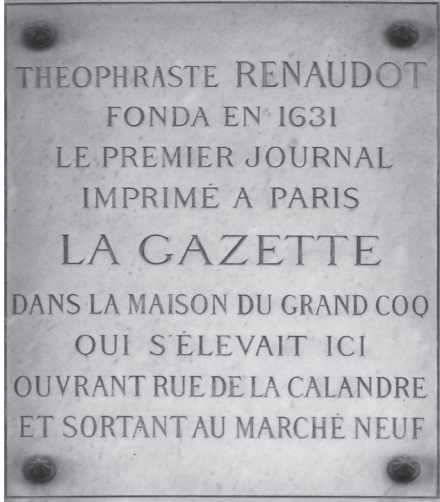 THÉOPHRASTE RENAUDOT
FONDA EN 1631
LE PREMIER JOURNAL
IMPRIMÉ A PARIS
LA GAZETTE
DANS LA MAISON DU GRAND COQ
QUI S'ÉLEVAIT ICI
OUVRANT RUE DE LA CALANDRE
ET SORTANT AU MARCHÉ NEUF